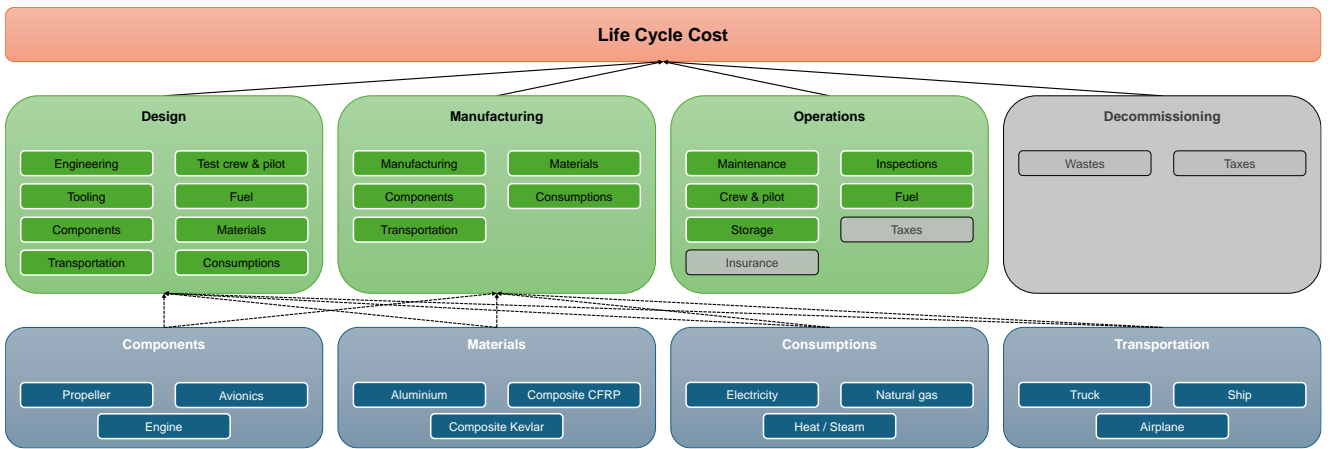 Life Cycle Cost
Design
Engineering
Test crew & pilot
Tooling
Fuel
Components
Materials
Transportation
Consumptions
Manufacturing
Manufacturing
Materials
Components
Consumptions
Transportation
Operations
Maintenance
Inspections
Crew & pilot
Fuel
Storage
Taxes
Insurance
Decommissioning
Wastes
Taxes
Components
Propeller
Avionics
Engine
Materials
Aluminium
Composite CFRP
Composite Kevlar
Consumptions
Electricity
Natural gas
Heat / Steam
Transportation
Truck
Ship
Airplane